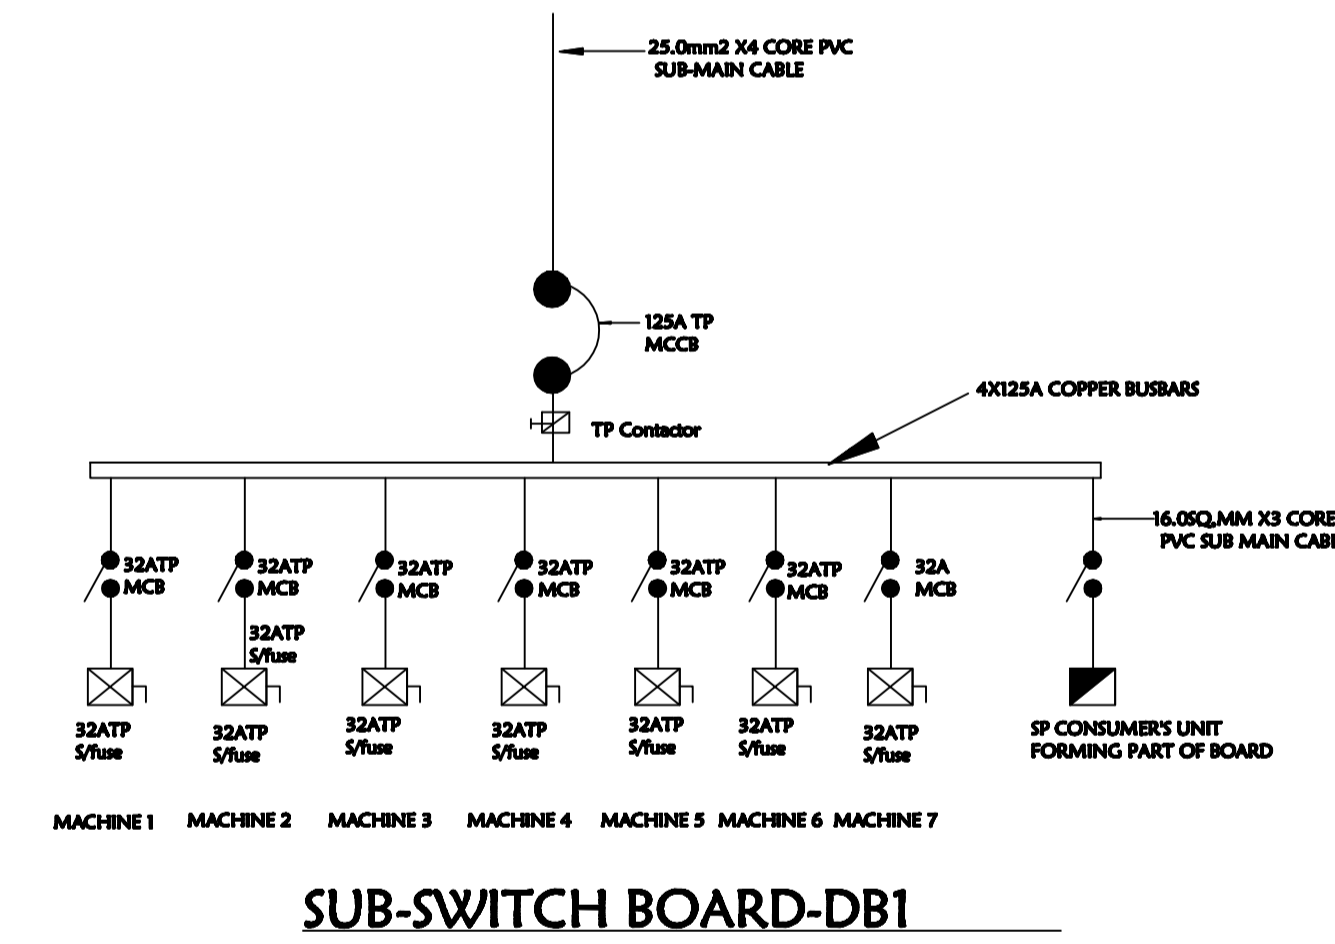 25.0mm2 X4 CORE PVC
SUB-MAIN CABLE
125A TP
MCCB
4X125A COPPER BUSBARS
TP Contactor
16.0SQ.MM X3 CORE
PVC SUB MAIN CABL
32ATP
MCB
32ATP
MCB
32ATP
MCB
32ATP
MCB
32ATP
MCB
32ATP
MCB
32A
MCB
32ATP
S/fuse
32ATP
S/fuse
32ATP
S/fuse
32ATP
S/fuse
32ATP
S/fuse
32ATP
S/fuse
32ATP
S/fuse
32ATP
S/fuse
SP CONSUMER'S UNIT
FORMING PART OF BOARD
MACHINE 1
MACHINE 2
MACHINE 3
MACHINE 4
MACHINE 5
MACHINE 6
MACHINE 7
SUB-SWITCH BOARD-DB1